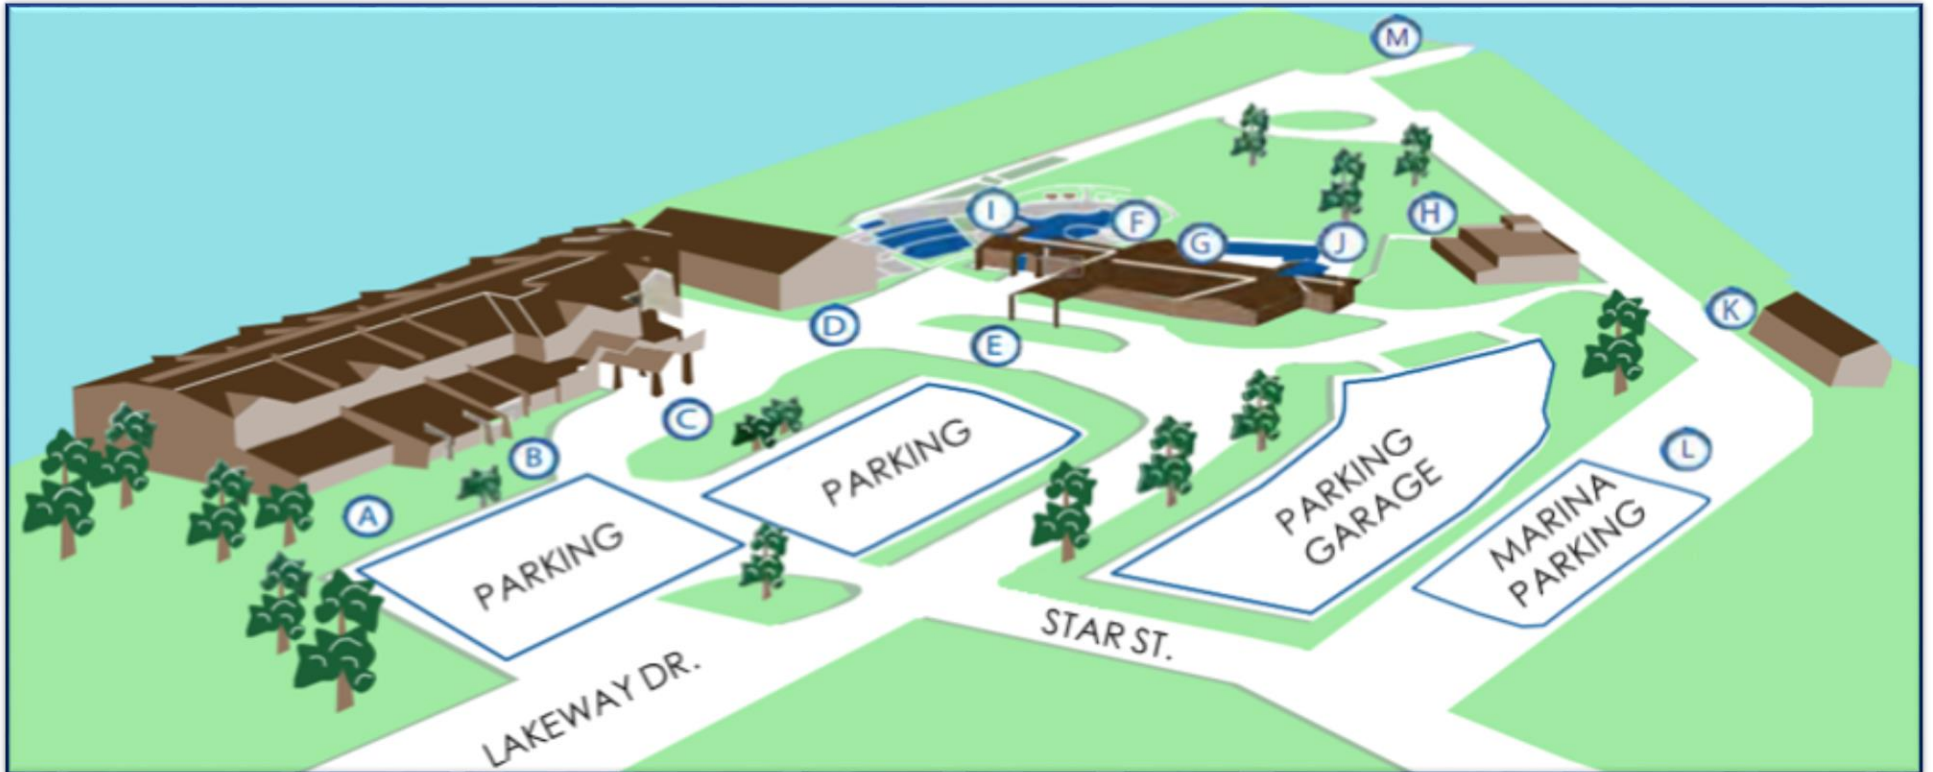 M
I
F
G
J
H
K
D
E
C
B
A
L
PARKING
PARKING
PARKING
GARAGE
MARINA
PARKING
STAR ST.
LAKEWAY DR.